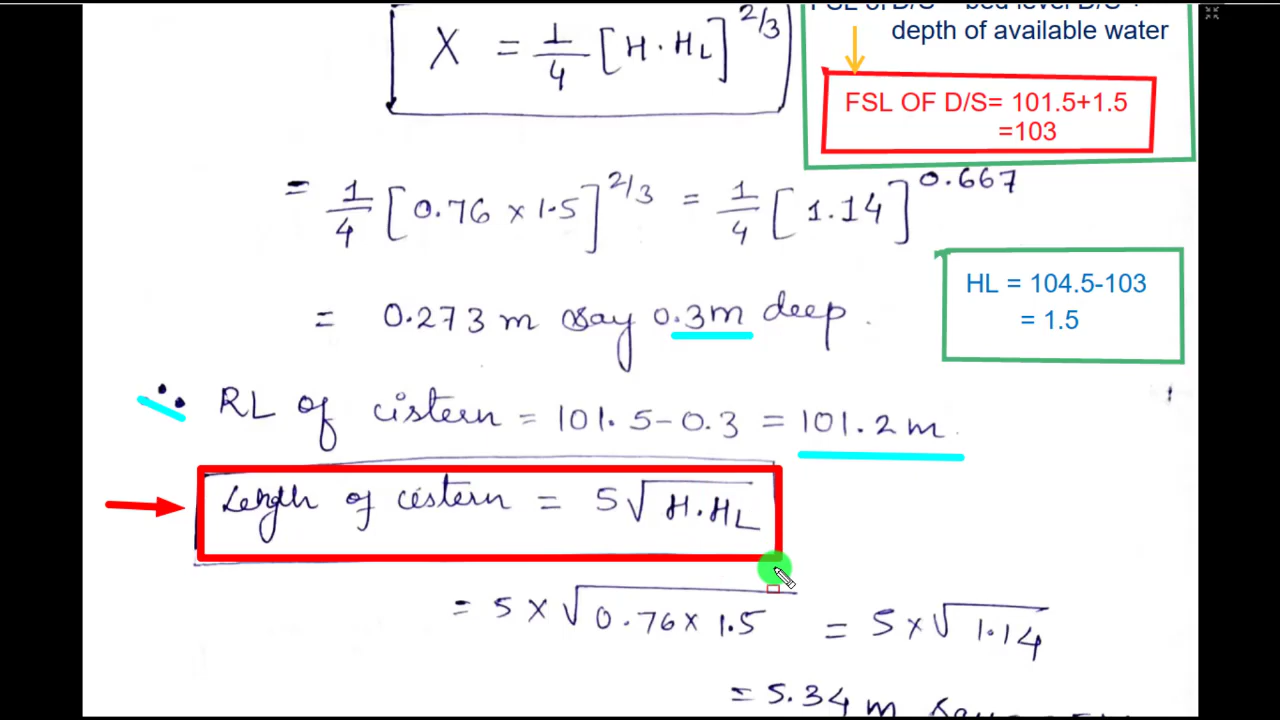 depth of available water
X = 1/4 [H·HL]^2/3
FSL OF D/S= 101.5+1.5
=103
= 1/4 [0.76 × 1.5]^2/3 = 1/4 [1.14]^0.667
HL = 104.5-103
= 1.5
= 0.273 m say 0.3m deep.
∴ RL of cistern = 101.5-0.3 = 101.2m.
Length of cistern = 5√H.HL
= 5 × √0.76 × 1.5 = 5 × √1.14
= 5.34 m